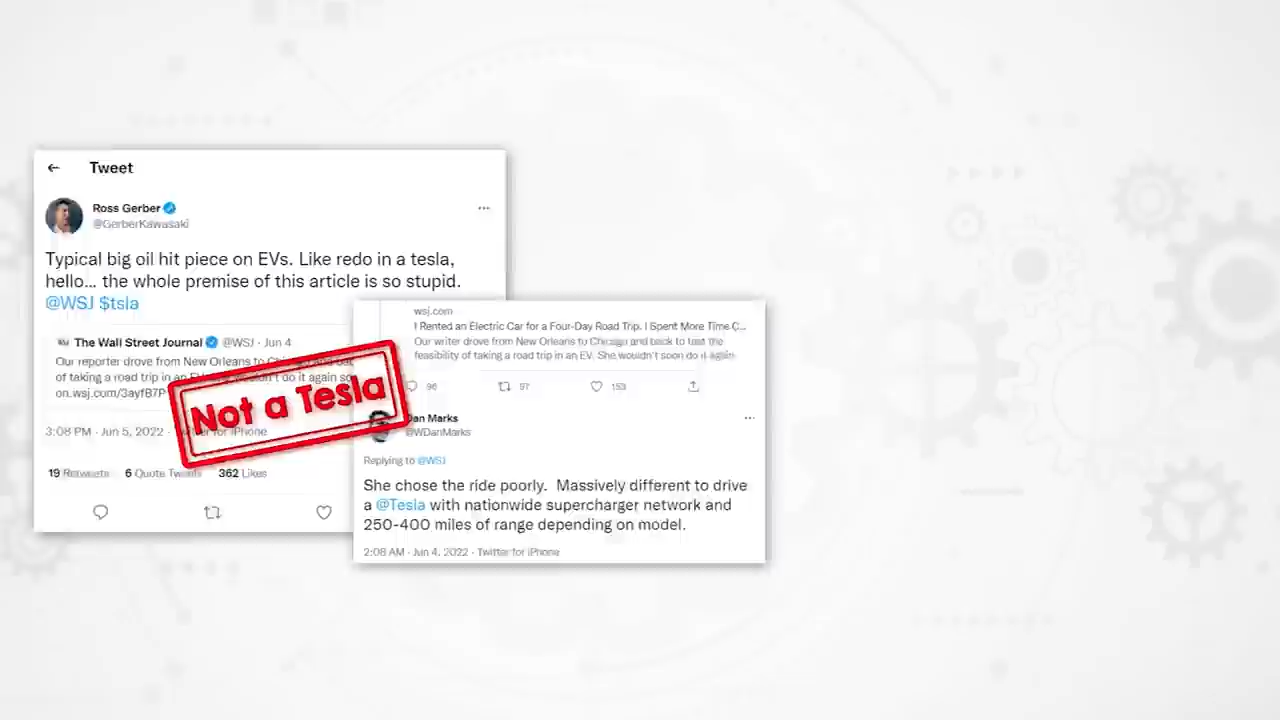 Tweet
Ross Gerber
@GerberKawasaki
Typical big oil hit piece on EVs. Like redo in a tesla,
hello... the whole premise of this article is so stupid.
@WSJ $tsla
The Wall Street Journal @WSJ · Jun 4
Our reporter drove from New Orleans to
of taking a road trip in an do it again
on.wsj.com/3ayfB7P
3:08 PM · Jun 5, 2022 · Twitter for iPhone
19 Retweets 6 Quote Tweets 362 Likes
Not a Tesla
wsj.com
I Rented an Electric Car for a Four-Day Road Trip. I Spent More Time C...
Our writer drove from New Orleans to Chicago and back to test the
feasibility of taking a road trip in an EV. She wouldn't soon do it again.
96 97 153
Dan Marks
@WDanMarks
Replying to @WSJ
She chose the ride poorly. Massively different to drive
a @Tesla with nationwide supercharger network and
250-400 miles of range depending on model.
2:08 AM · Jun 4, 2022 · Twitter for iPhone